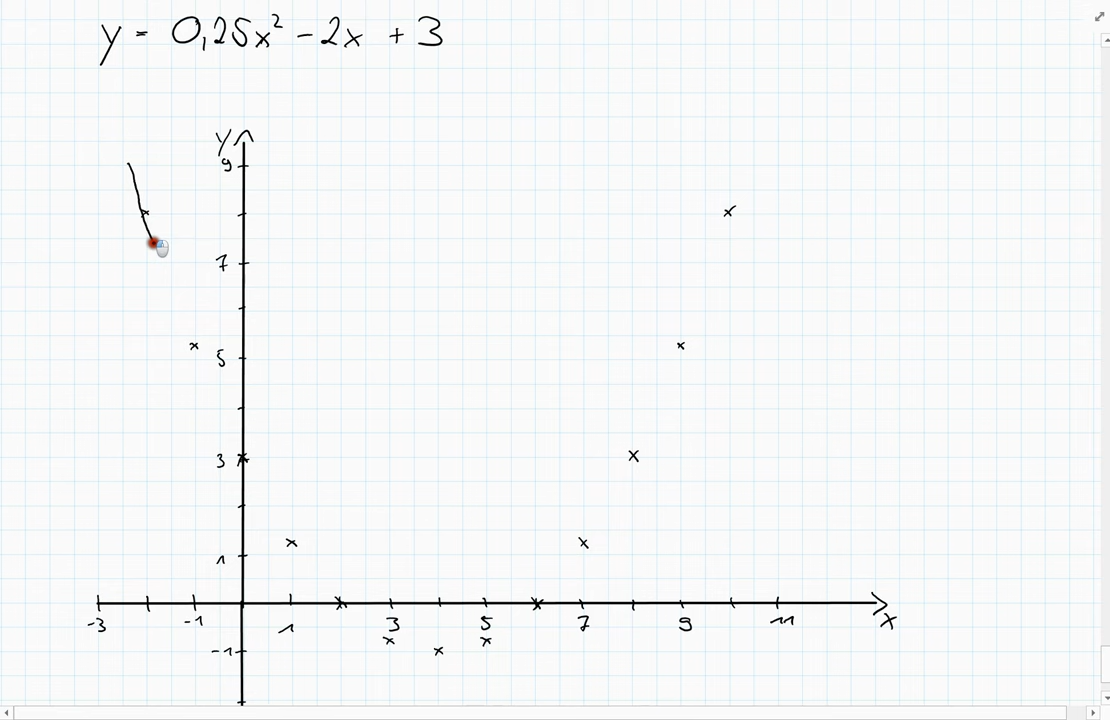 y = 0,25x² - 2x + 3
y
9
7
5
3
1
-3 -1 1 3 5 7 9 11 x
-1